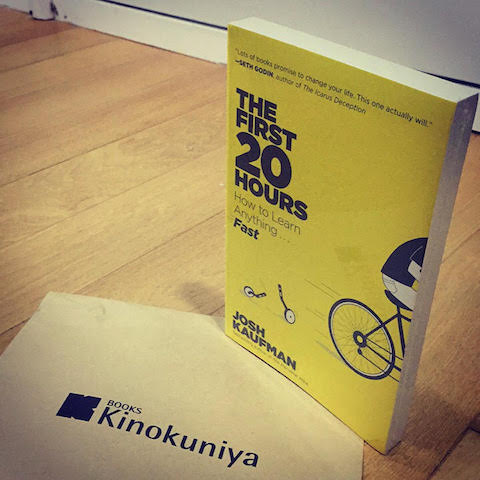 "Lots of books promise to change your life. This one actually will."
—SETH GODIN, author of The Icarus Deception
THE
FIRST
20
HOURS
How to Learn
Anything...
Fast
JOSH
KAUFMAN
BOOKS
Kinokuniya